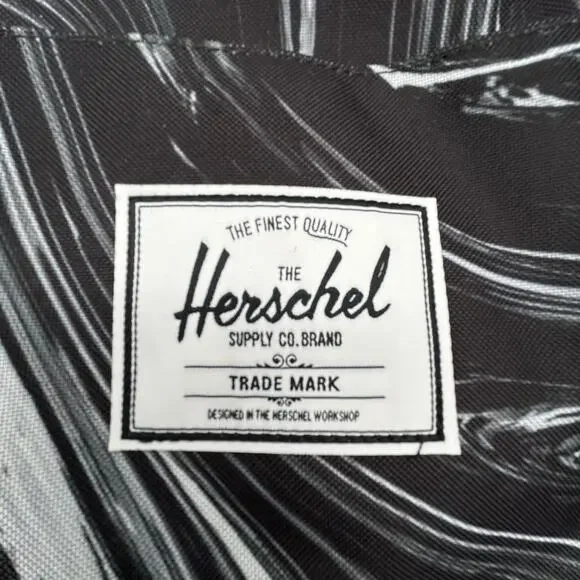 THE FINEST QUALITY
THE
Herschel
SUPPLY CO. BRAND
TRADE MARK
DESIGNED IN THE HERSCHEL WORKSHOP